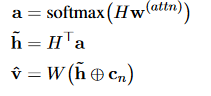 a = softmax(Hw^(attn))
h̃ = H^⊤a
v̂ = W(h̃ ⊕ c_n)